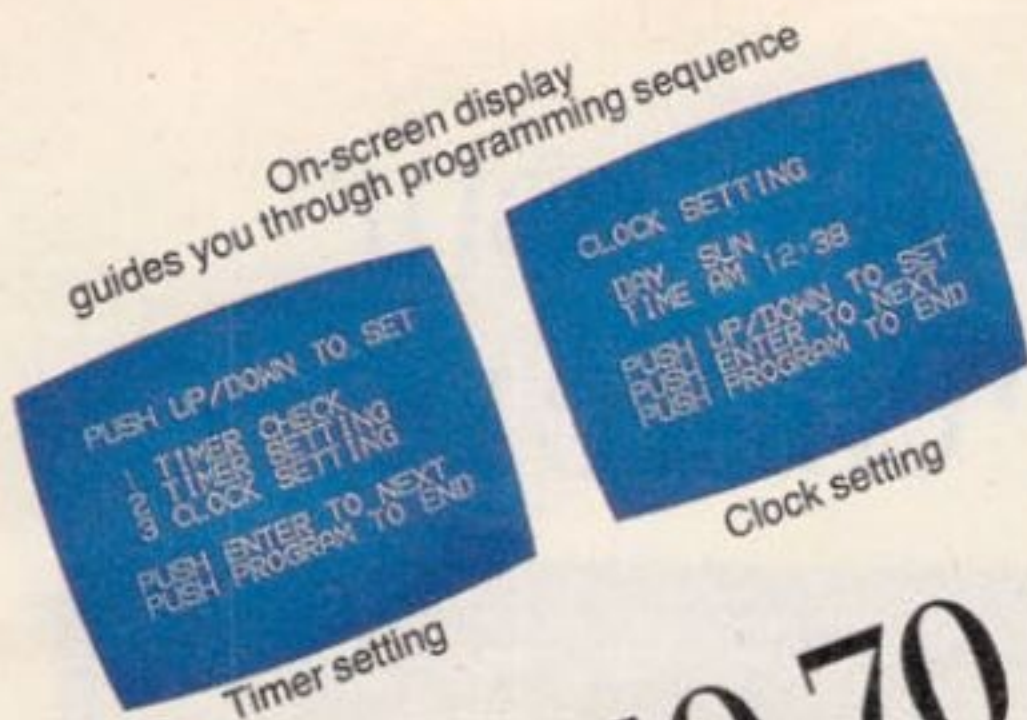 On-screen display
guides you through programming sequence
PUSH UP/DOWN TO SET
1 TIMER CHECK
2 TIMER SETTING
3 CLOCK SETTING
PUSH ENTER TO NEXT
PUSH PROGRAM TO END
Timer setting
CLOCK SETTING
DAY SUN
TIME AM 12:38
PUSH UP/DOWN TO SET
PUSH ENTER TO NEXT
PUSH PROGRAM TO END
Clock setting
70